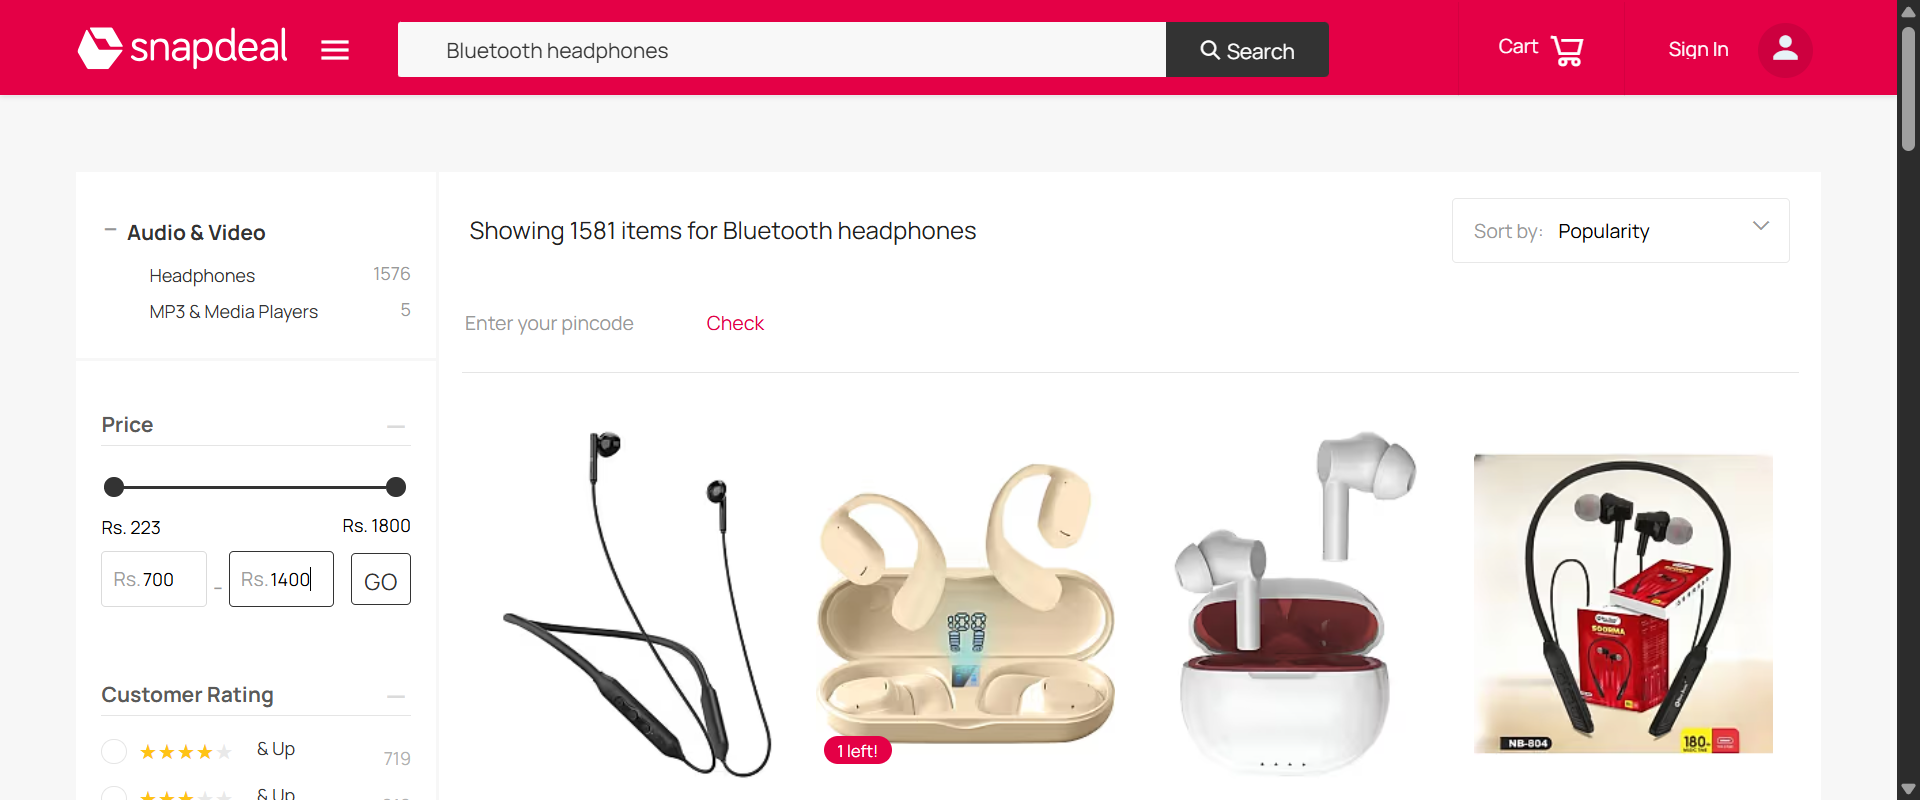 snapdeal
Bluetooth headphones
Search
Cart
Sign In
Audio & Video
Headphones 1576
MP3 & Media Players 5
Showing 1581 items for Bluetooth headphones
Sort by: Popularity
Enter your pincode
Check
Price
Rs. 223
Rs. 1800
Rs. 700
-
Rs. 1400
GO
Customer Rating
& Up
719
& Up
SOORMA
NB-804
180
1 left!